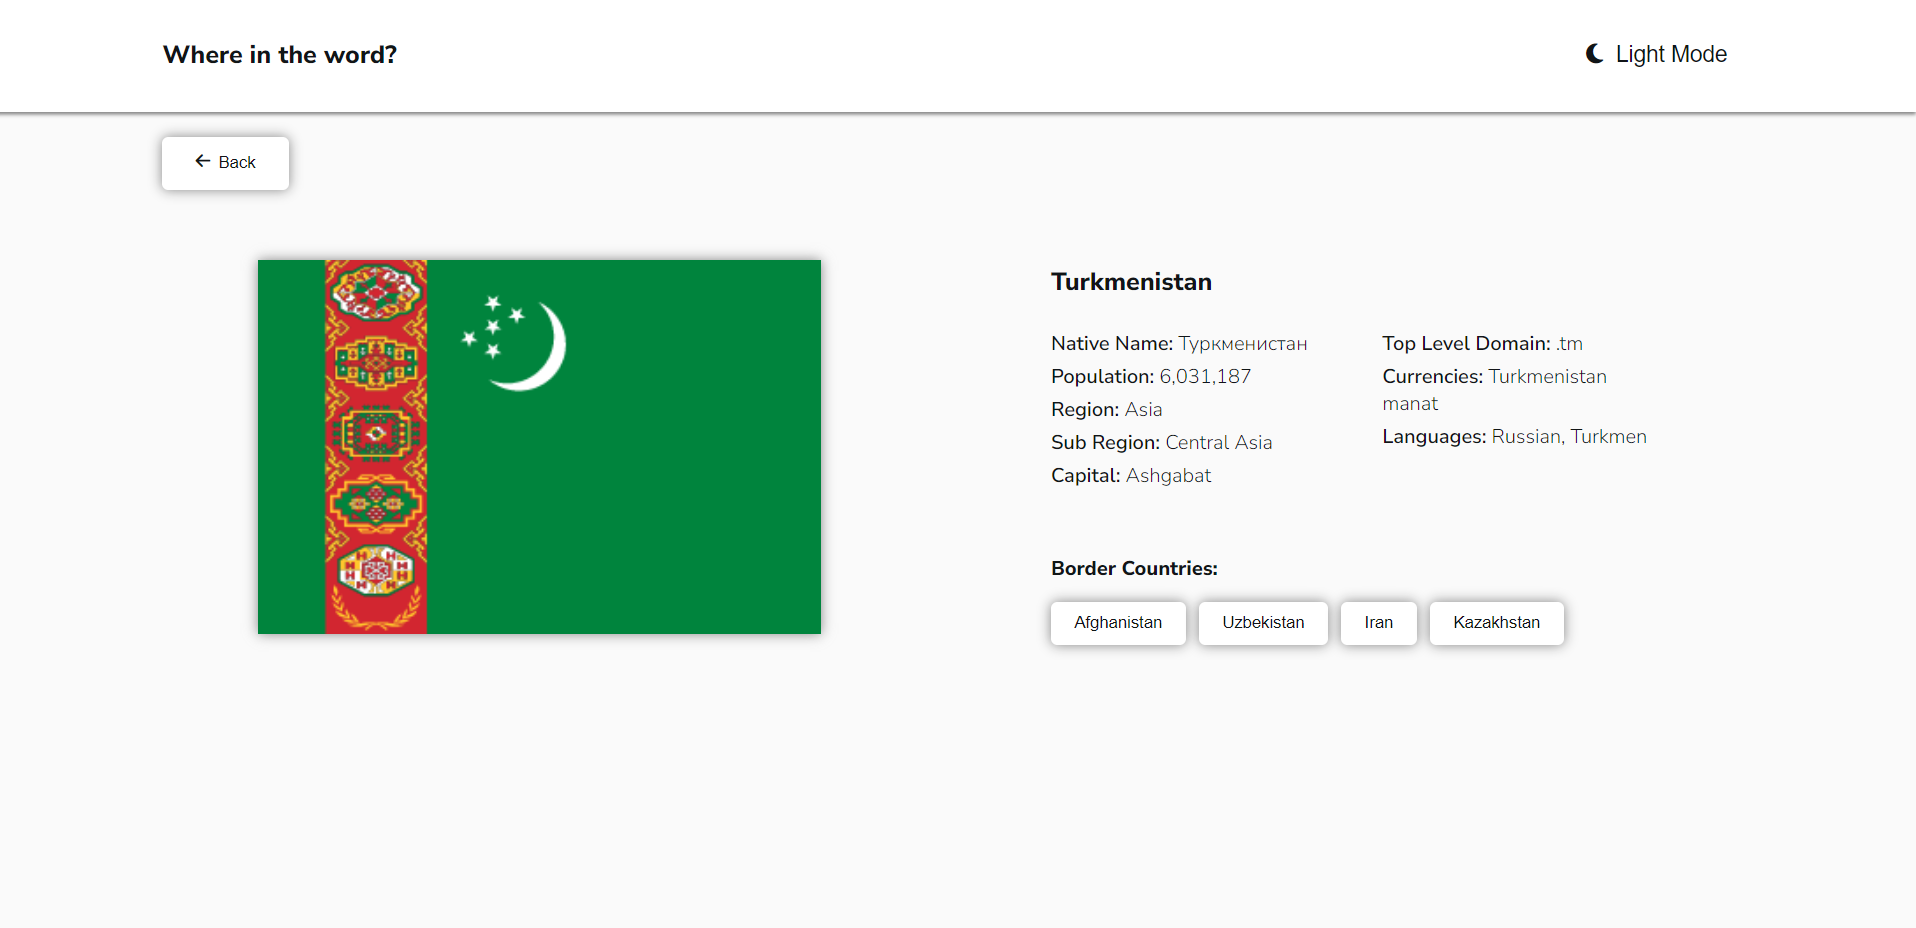 Where in the word?
Light Mode
Back
Turkmenistan
Native Name: Туркменистан
Population: 6,031,187
Region: Asia
Sub Region: Central Asia
Capital: Ashgabat
Top Level Domain: .tm
Currencies: Turkmenistan
manat
Languages: Russian, Turkmen
Border Countries:
Afghanistan
Uzbekistan
Iran
Kazakhstan